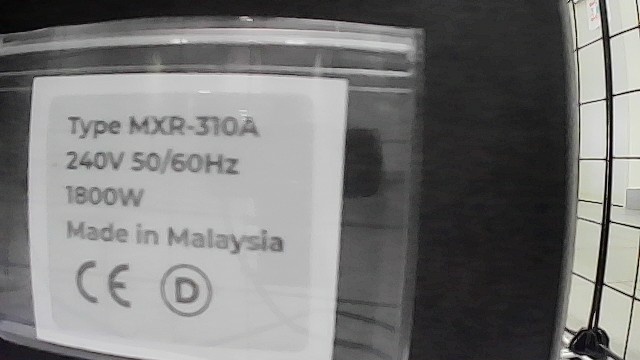 Type MXR-310A
240V 50/60Hz
1800W
Made in Malaysia
CE D